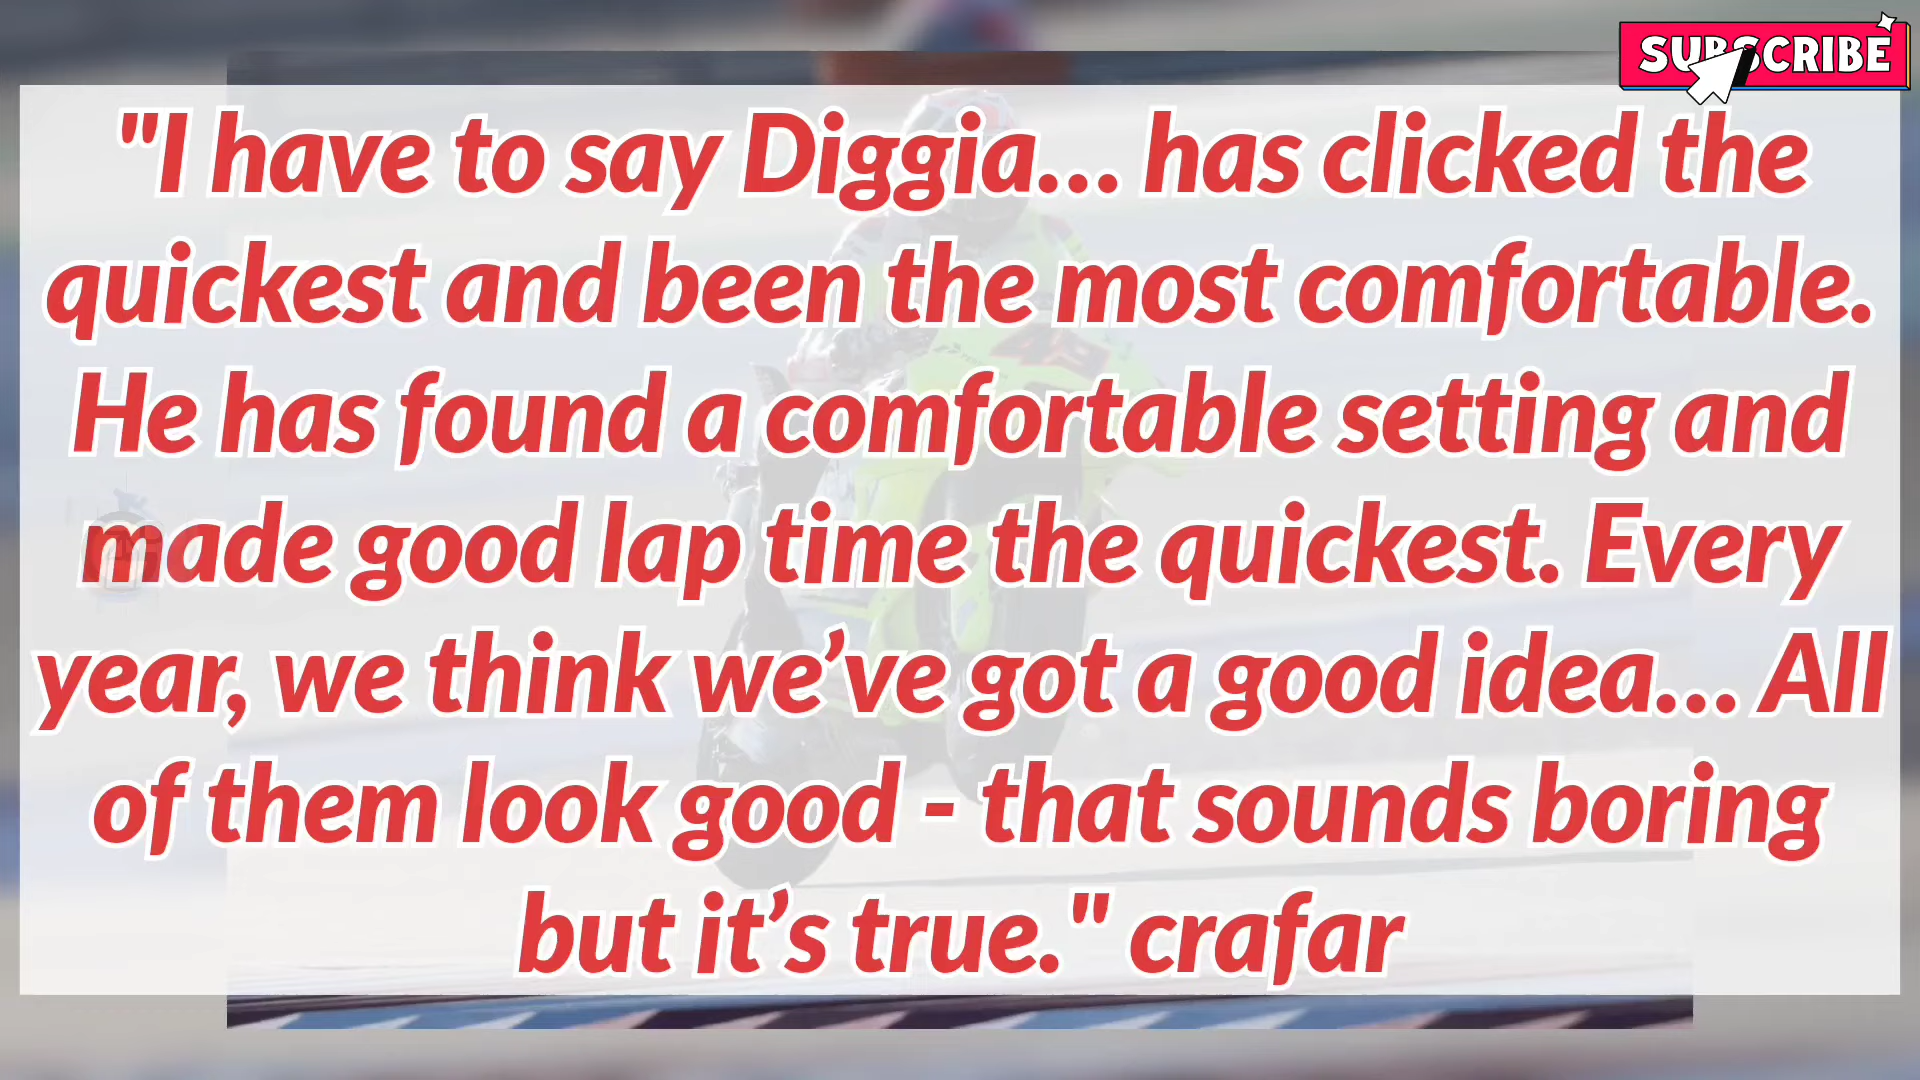 SUBSCRIBE
"I have to say Diggia... has clicked the
quickest and been the most comfortable.
He has found a comfortable setting and
made good lap time the quickest. Every
year, we think we’ve got a good idea... All
of them look good - that sounds boring
but it’s true." crafar
49